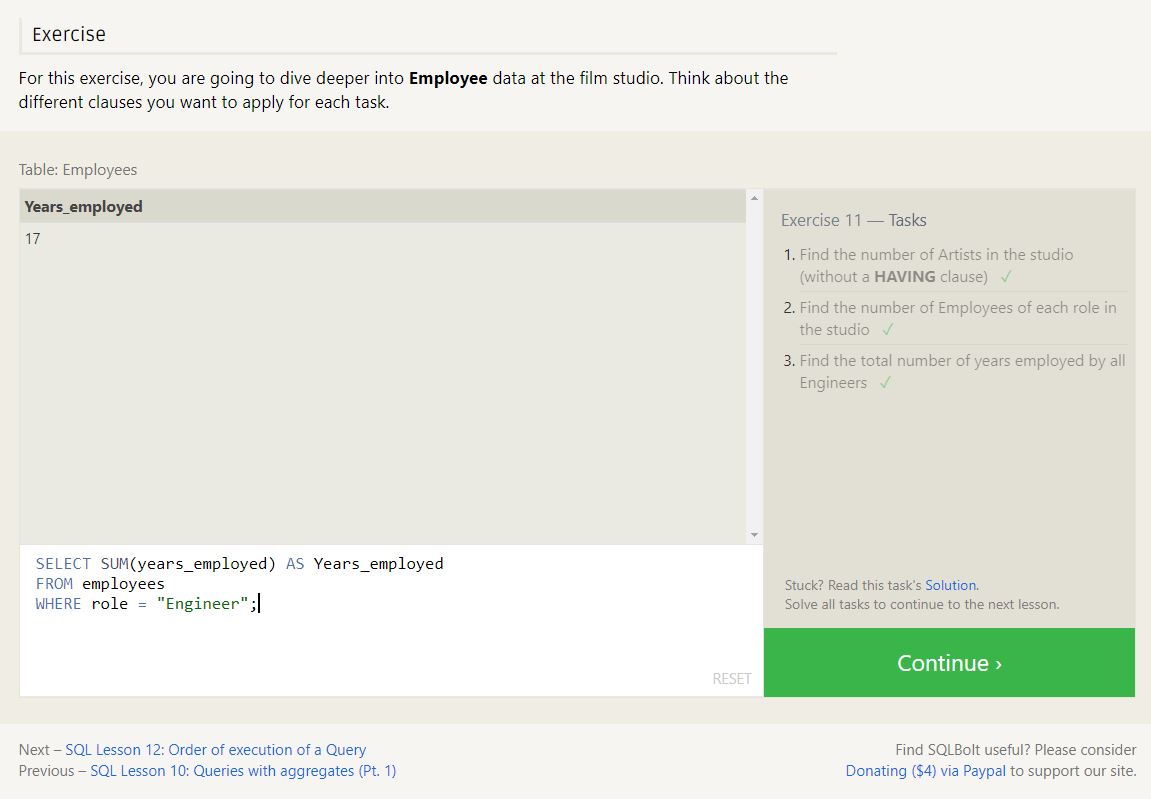 Exercise
For this exercise, you are going to dive deeper into Employee data at the film studio. Think about the
different clauses you want to apply for each task.
Table: Employees
Years_employed
17
SELECT SUM(years_employed) AS Years_employed
FROM employees
WHERE role = "Engineer";
RESET
Exercise 11 — Tasks
1. Find the number of Artists in the studio
(without a HAVING clause) ✓
2. Find the number of Employees of each role in
the studio ✓
3. Find the total number of years employed by all
Engineers ✓
Stuck? Read this task's Solution.
Solve all tasks to continue to the next lesson.
Continue ›
Next – SQL Lesson 12: Order of execution of a Query
Previous – SQL Lesson 10: Queries with aggregates (Pt. 1)
Find SQLBolt useful? Please consider
Donating ($4) via Paypal to support our site.